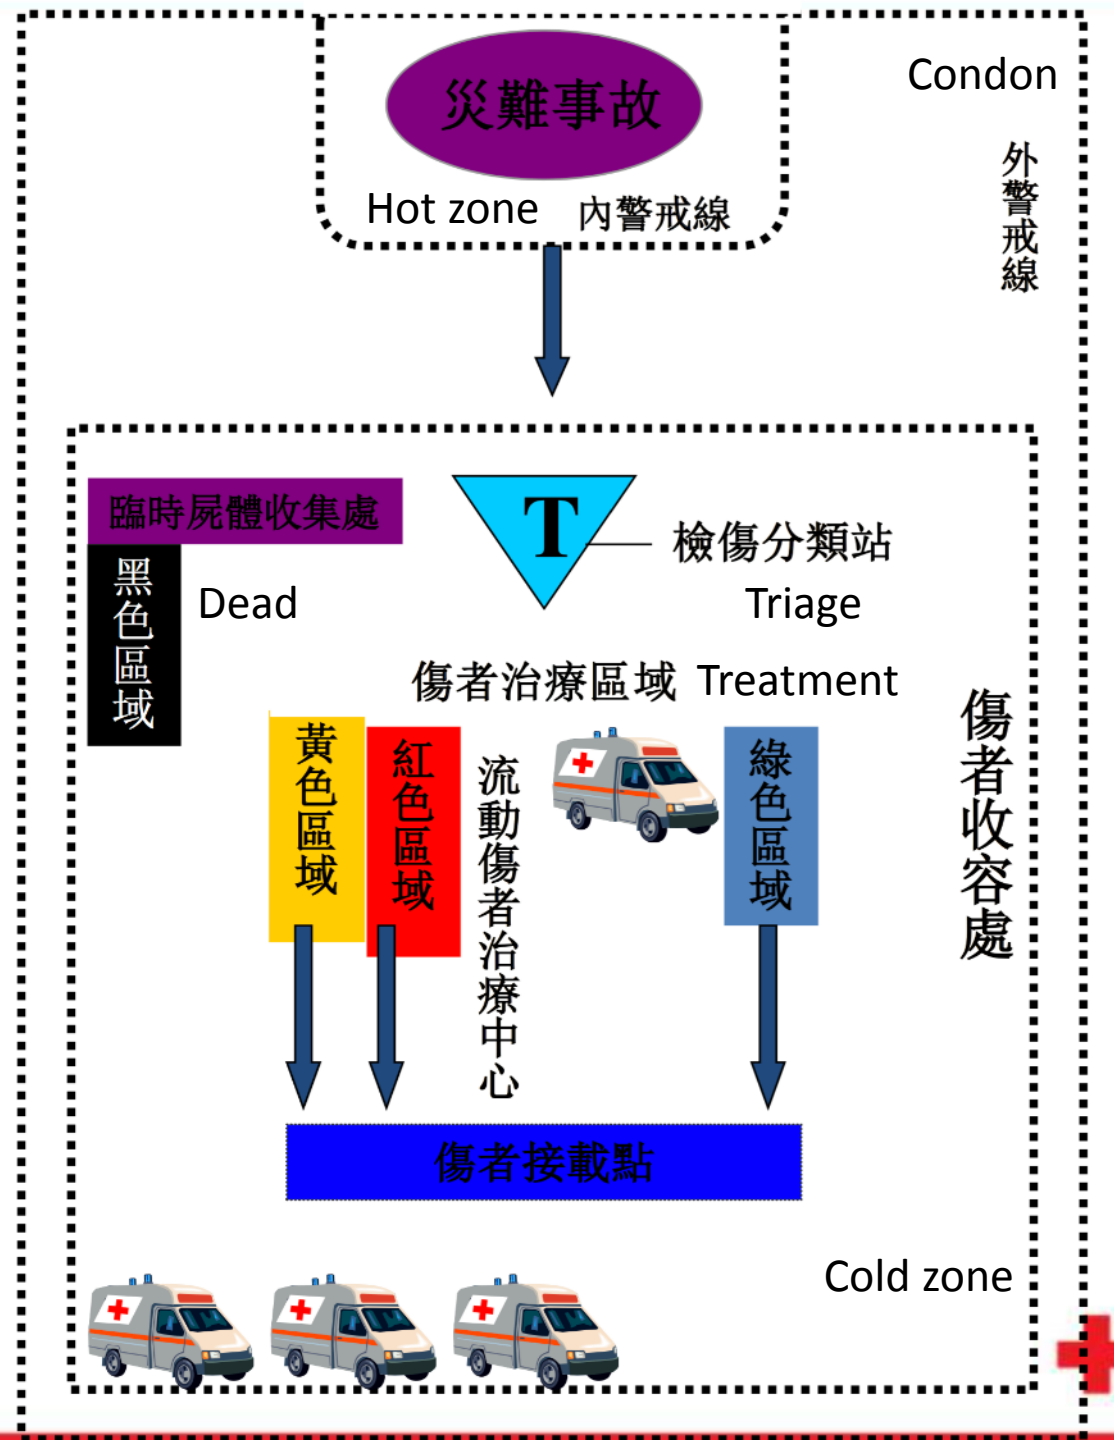 災難事故
Condon
外警戒線
Hot zone 內警戒線
臨時屍體收集處
T
檢傷分類站
黑色區域
Dead
Triage
傷者治療區域 Treatment
黃色區域
紅色區域
流動傷者治療中心
綠色區域
傷者收容處
傷者接載點
Cold zone